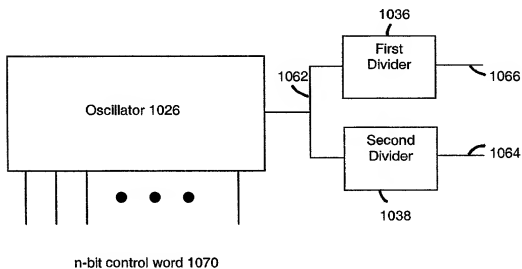 1036
First
Divider
1062
1066
Oscillator 1026
Second
Divider
1064
1038
n-bit control word 1070